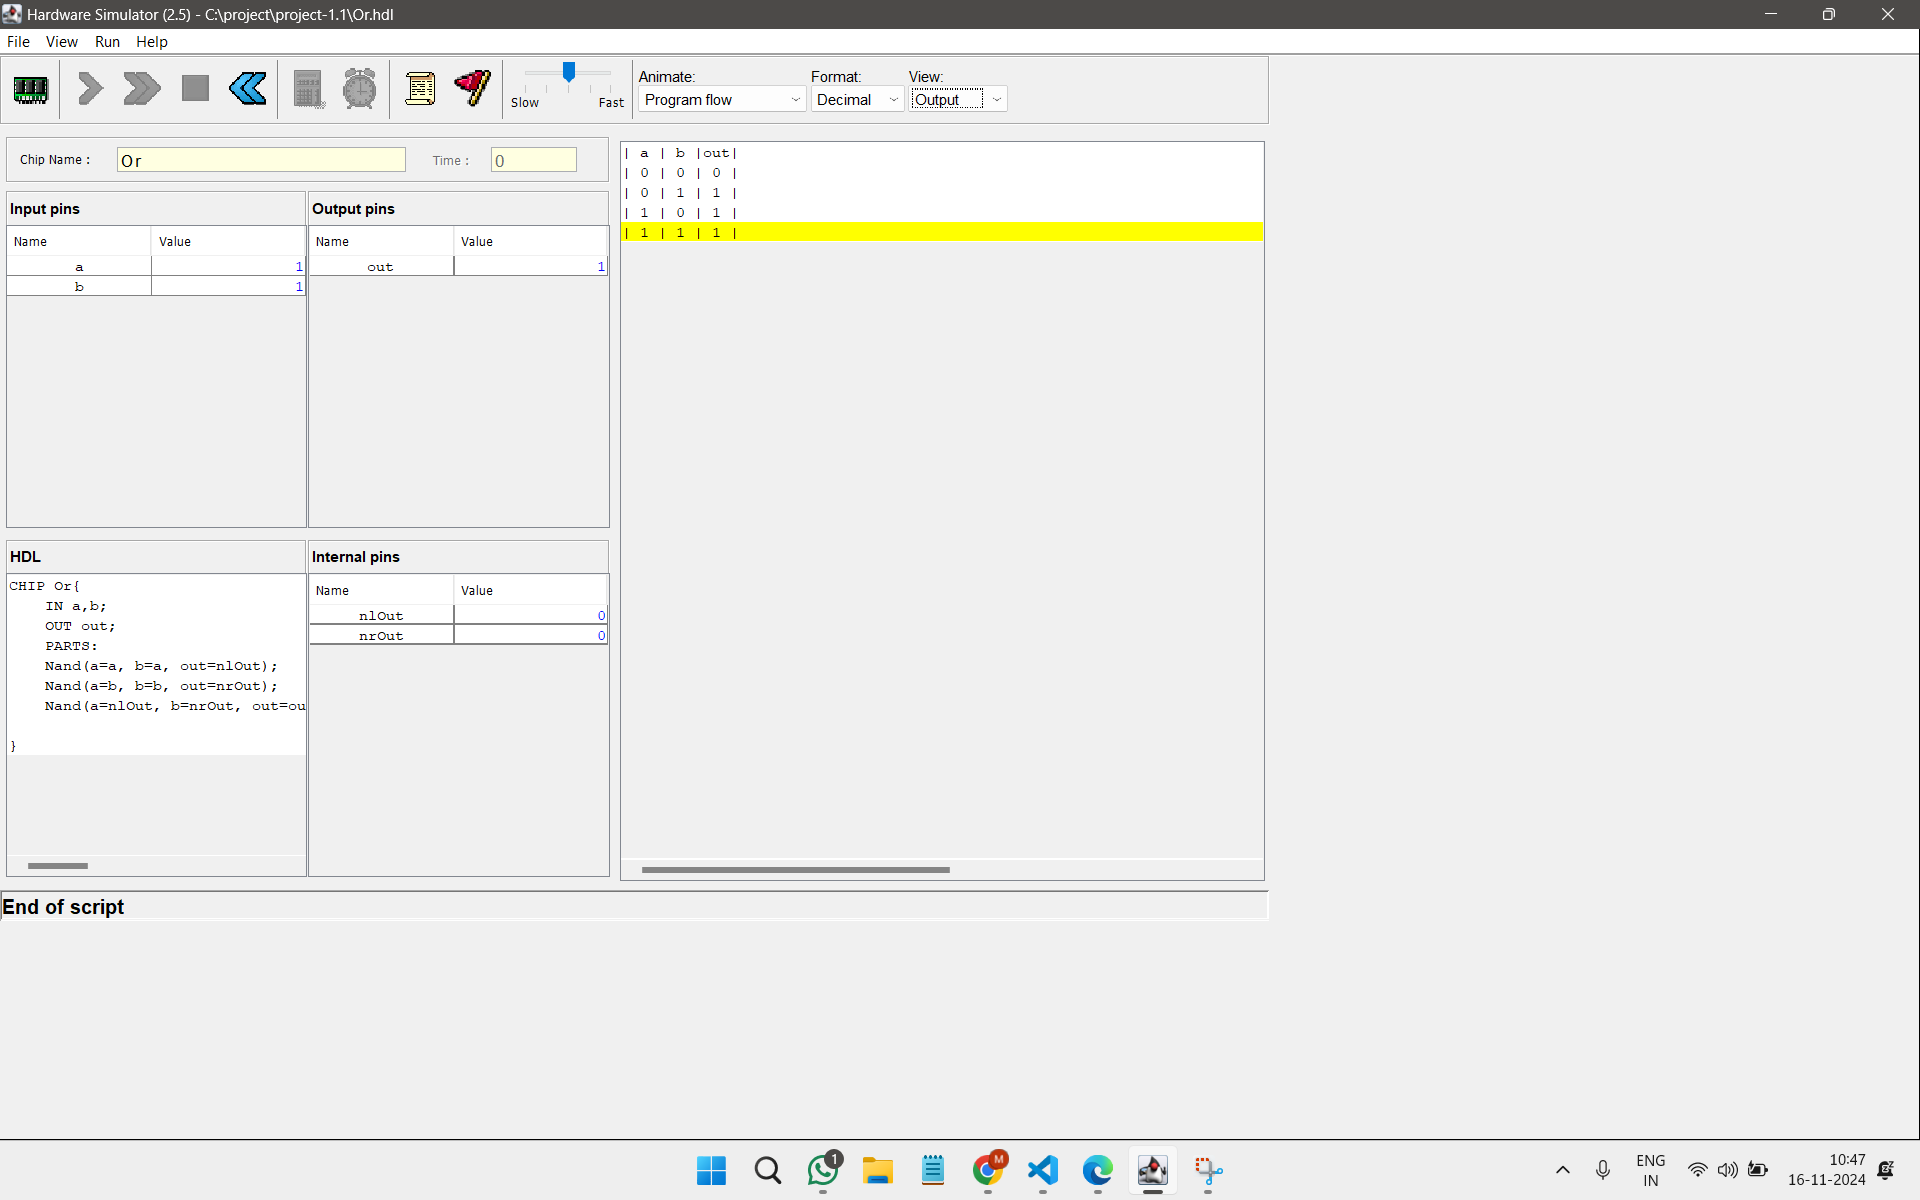 Hardware Simulator (2.5) - C:\project\project-1.1\Or.hdl
File View Run Help
Slow Fast
Animate: Format: View:
Program flow Decimal Output
Chip Name : Or Time : 0
Input pins Output pins
Name Value Name Value
a 1 out 1
b 1
| a | b |out|
| 0 | 0 | 0 |
| 0 | 1 | 1 |
| 1 | 0 | 1 |
| 1 | 1 | 1 |
HDL
CHIP Or{
IN a,b;
OUT out;
PARTS:
Nand(a=a, b=a, out=nlOut);
Nand(a=b, b=b, out=nrOut);
Nand(a=nlOut, b=nrOut, out=ou
}
Internal pins
Name Value
nlOut 0
nrOut 0
End of script
1
M
ENG
IN
10:47
16-11-2024